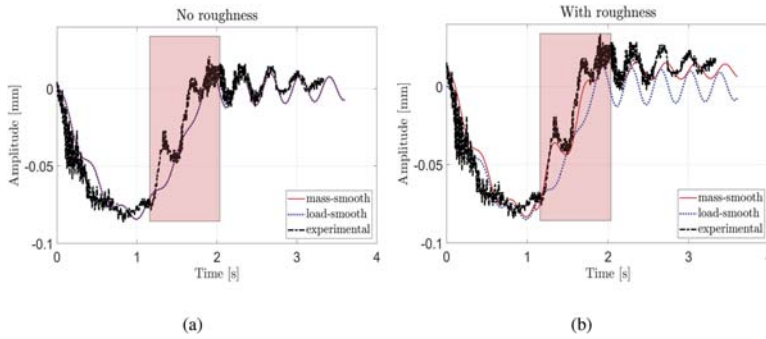 No roughness
Amplitude [mm]
0
-0.05
-0.1
0
1
2
3
4
Time [s]
mass-smooth
load-smooth
experimental
(a)
With roughness
Amplitude [mm]
0
-0.05
-0.1
0
1
2
3
4
Time [s]
mass-smooth
load-smooth
experimental
(b)